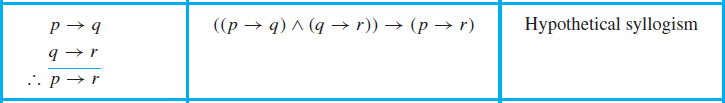 p → q
q → r
∴ p → r
((p → q) ∧ (q → r)) → (p → r)
Hypothetical syllogism